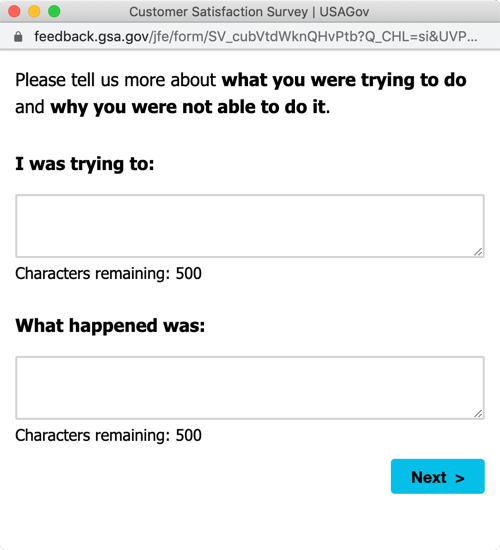 Customer Satisfaction Survey | USAGov
feedback.gsa.gov/jfe/form/SV_cubVtdWknQHvPtb?Q_CHL=si&UVP...
Please tell us more about what you were trying to do
and why you were not able to do it.
I was trying to:
Characters remaining: 500
What happened was:
Characters remaining: 500
Next >